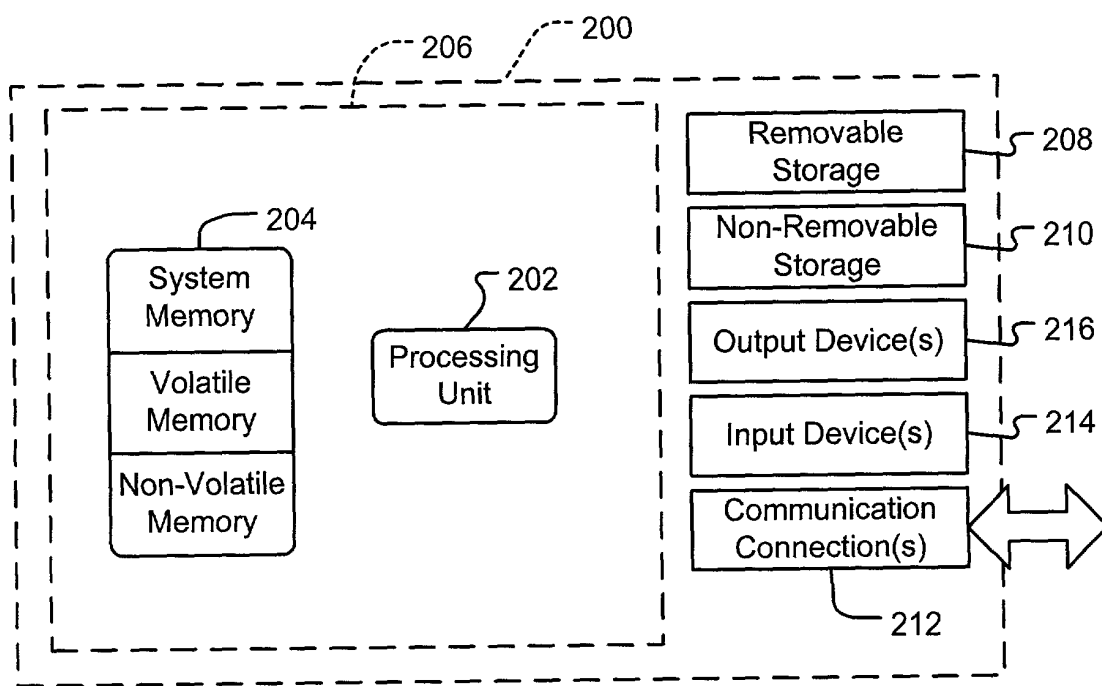 206
200
Removable
Storage
208
204
Non-Removable
Storage
210
System
Memory
202
Output Device(s)
216
Processing
Unit
Volatile
Memory
Input Device(s)
214
Non-Volatile
Memory
Communication
Connection(s)
212